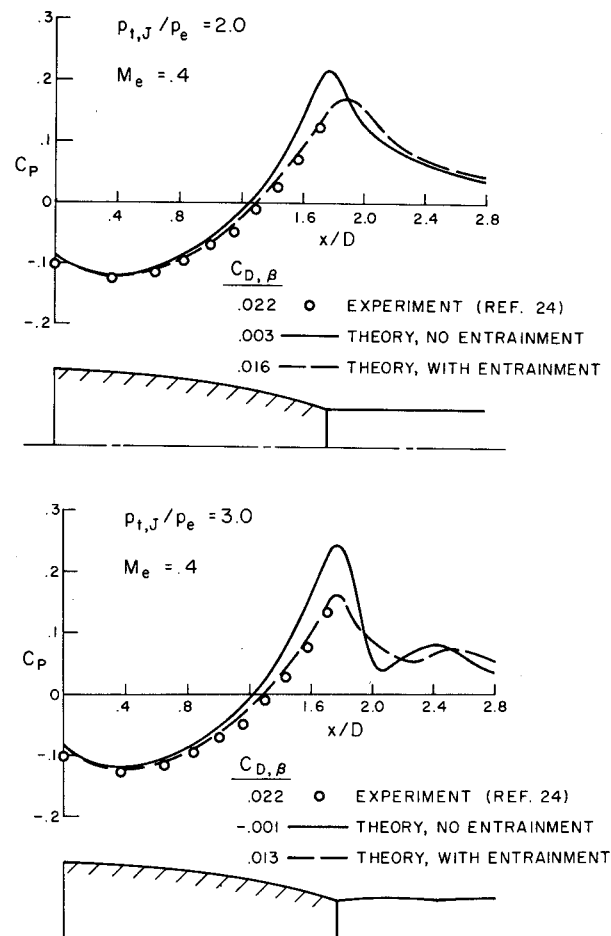 p_t,J / p_e = 2.0
M_e = .4
.3
.2
.1
C_P
0
-.1
-.2
.4
.8
1.2
1.6
2.0
2.4
2.8
x/D
C_D,β
.022 EXPERIMENT (REF. 24)
.003 THEORY, NO ENTRAINMENT
.016 THEORY, WITH ENTRAINMENT
p_t,J / p_e = 3.0
M_e = .4
.3
.2
.1
C_P
0
-.1
-.2
.4
.8
1.2
1.6
2.0
2.4
2.8
x/D
C_D,β
.022 EXPERIMENT (REF. 24)
-.001 THEORY, NO ENTRAINMENT
.013 THEORY, WITH ENTRAINMENT